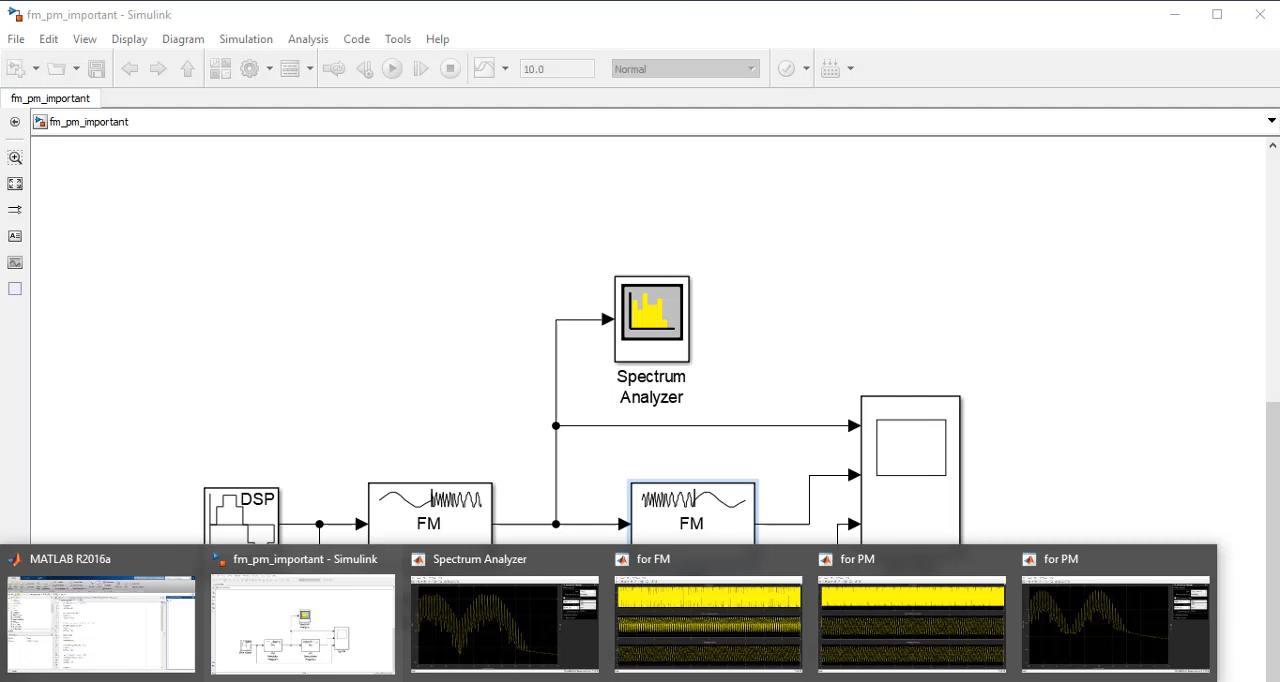 fm_pm_important - Simulink
File Edit View Display Diagram Simulation Analysis Code Tools Help
10.0 Normal
fm_pm_important
fm_pm_important
Spectrum
Analyzer
DSP
FM
FM
MATLAB R2016a
fm_pm_important - Simulink
Spectrum Analyzer
for FM
for PM
for PM